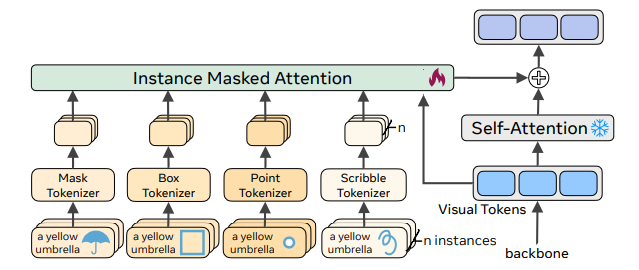 Instance Masked Attention
n
Self-Attention
Mask
Tokenizer
Box
Tokenizer
Point
Tokenizer
Scribble
Tokenizer
Visual Tokens
a yellow
umbrella
a yellow
umbrella
a yellow
umbrella
a yellow
umbrella
n instances
backbone